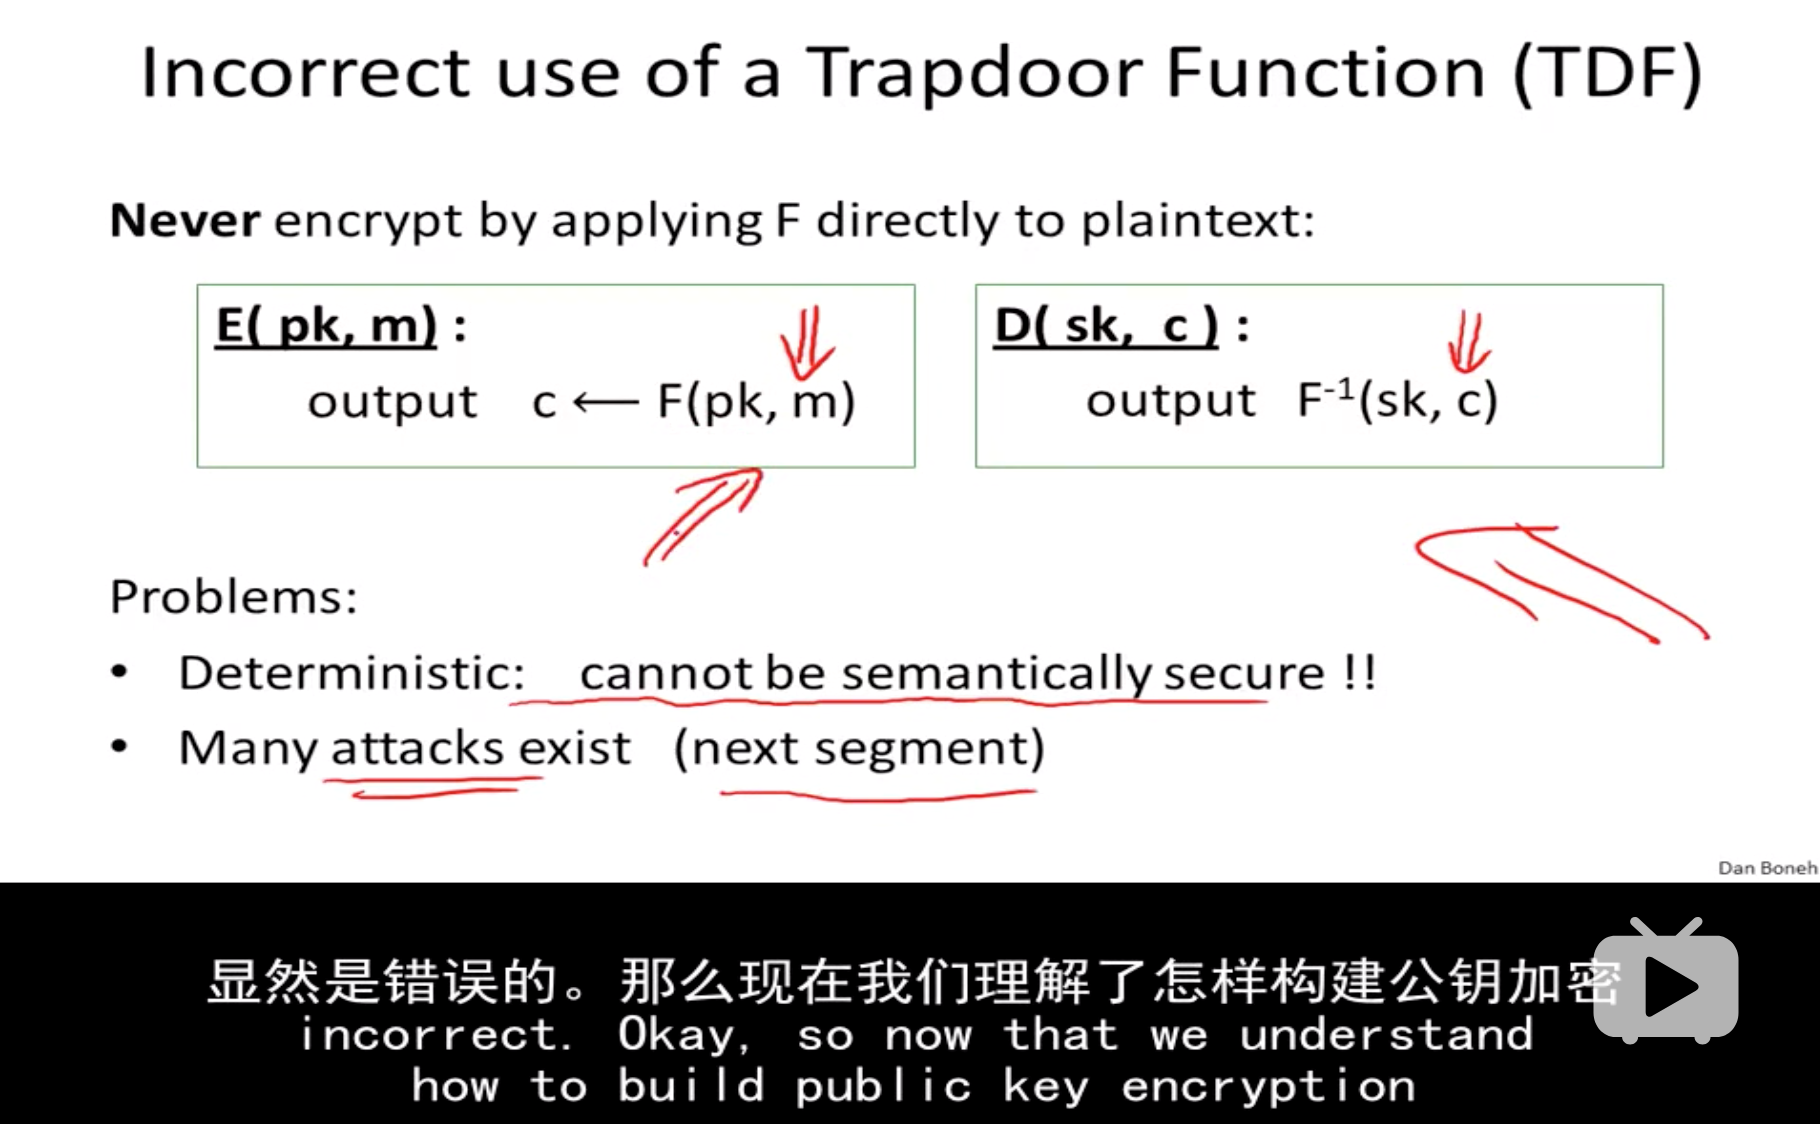 Incorrect use of a Trapdoor Function (TDF)
Never encrypt by applying F directly to plaintext:
E( pk, m) :
output c ⟵ F(pk, m)
D( sk, c ) :
output F⁻¹(sk, c)
Problems:
• Deterministic: cannot be semantically secure !!
• Many attacks exist (next segment)
Dan Boneh
显然是错误的。那么现在我们理解了怎样构建公钥加密
incorrect. Okay, so now that we understand
how to build public key encryption